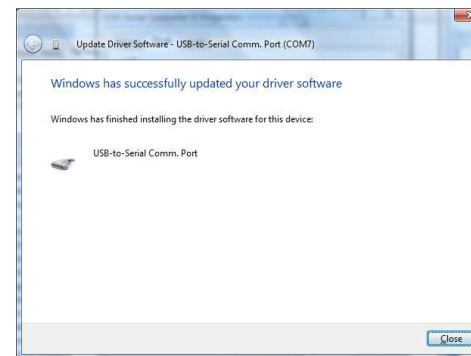 Update Driver Software - USB-to-Serial Comm. Port (COM7)
Windows has successfully updated your driver software
Windows has finished installing the driver software for this device:
USB-to-Serial Comm. Port
Close